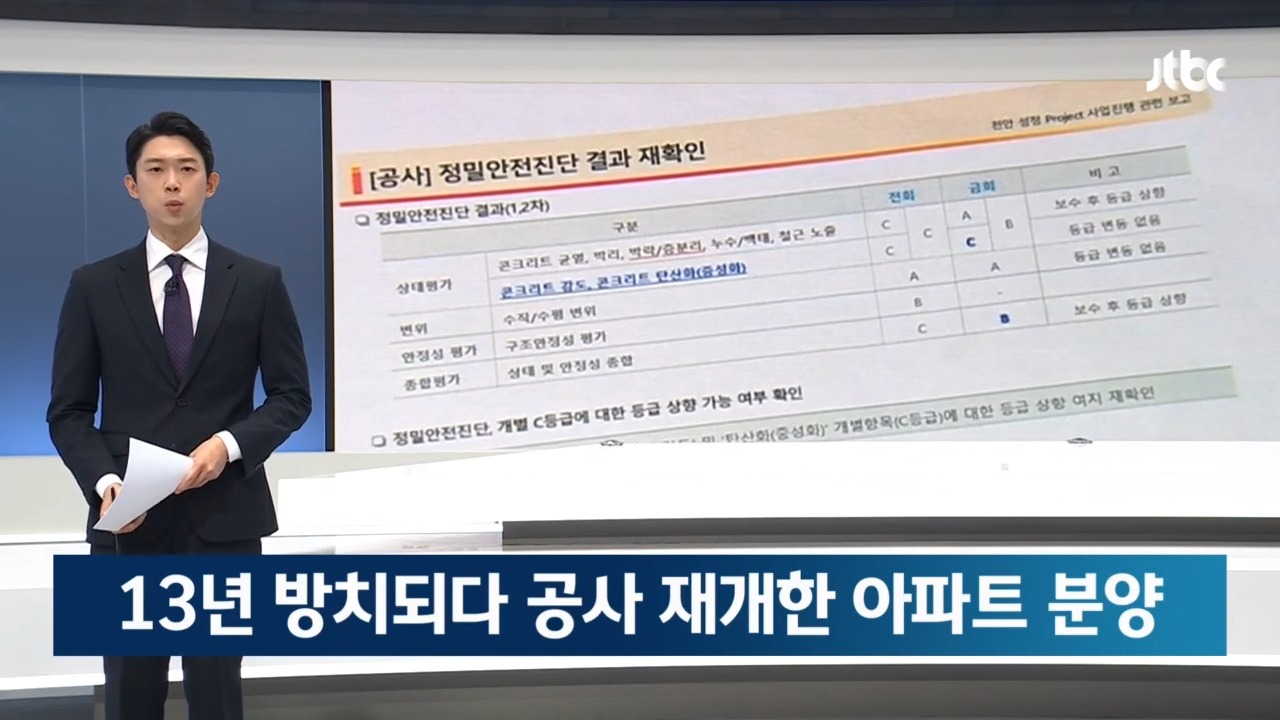 jtbc
천안 성정 Project 사업진행 관련 보고
[공사] 정밀안전진단 결과 재확인
❏ 정밀안전진단 결과(1,2차)
구분 전회 금회 비 고
상태평가 콘크리트 균열, 박리, 박락/층분리, 누수/백태, 철근 노출 C C A B 보수 후 등급 상향
콘크리트 강도, 콘크리트 탄산화(중성화) C C 등급 변동 없음
변위 수직/수평 변위 A A 등급 변동 없음
안정성 평가 구조안정성 평가 B -
종합평가 상태 및 안정성 종합 C B 보수 후 등급 상향
❏ 정밀안전진단, 개별 C등급에 대한 등급 상향 가능 여부 확인
및 '탄산화(중성화)' 개별항목(C등급)에 대한 등급 상향 여지 재확인
13년 방치되다 공사 재개한 아파트 분양